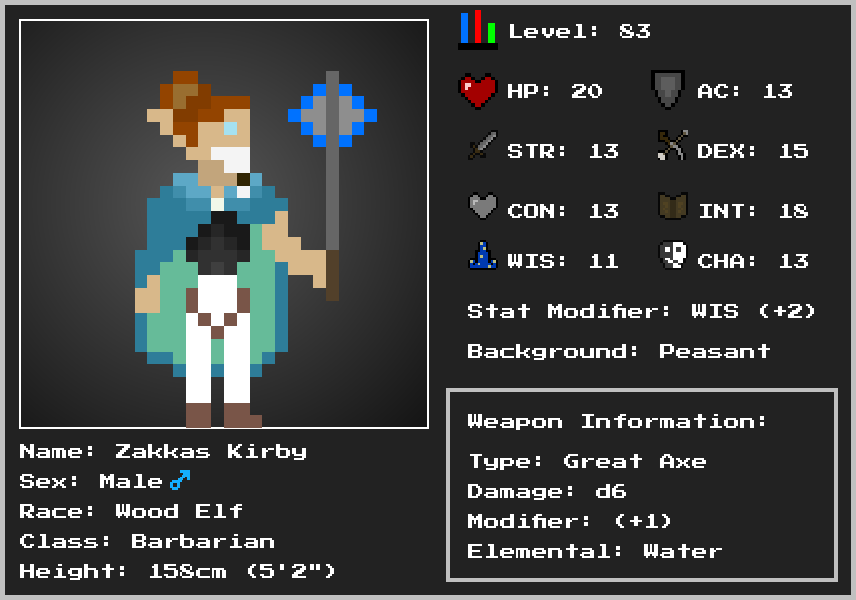 Level: 83
HP: 20
AC: 13
STR: 13
DEX: 15
CON: 13
INT: 18
WIS: 11
CHA: 13
Stat Modifier: WIS (+2)
Background: Peasant
Weapon Information:
Type: Great Axe
Damage: d6
Modifier: (+1)
Elemental: Water
Name: Zakkas Kirby
Sex: Male♂
Race: Wood Elf
Class: Barbarian
Height: 158cm (5'2")